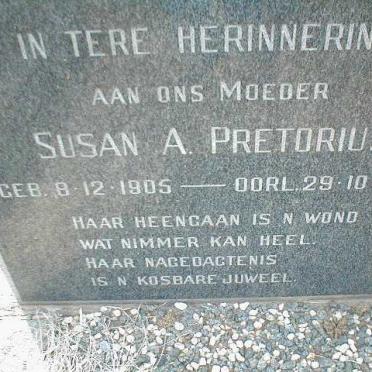 IN TERE HERINNERIN
AAN ONS MOEDER
SUSAN A. PRETORIU
GEB. 8-12-1905 — OORL. 29-10
HAAR HEENGAAN IS N WOND
WAT NIMMER KAN HEEL.
HAAR NAGEDAGTENIS
IS N KOSBARE JUWEEL.